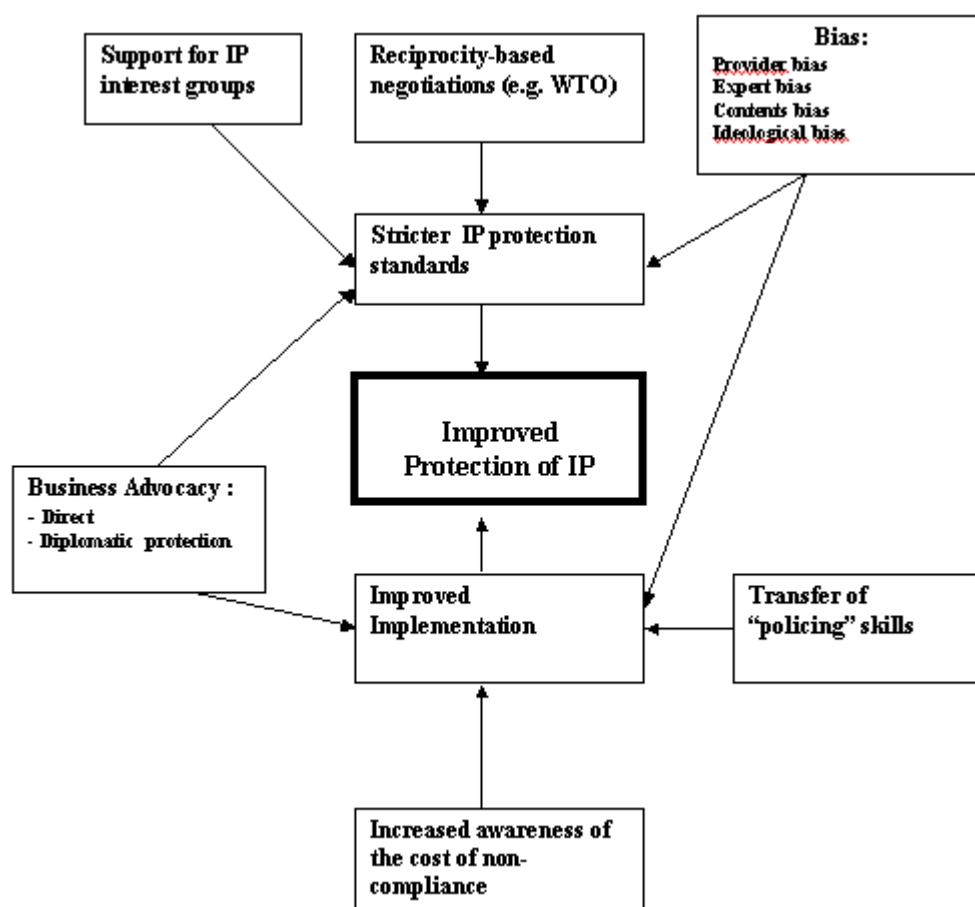 Support for IP
interest groups
Reciprocity-based
negotiations (e.g. WTO)
Bias:
Provider bias
Expert bias
Contents bias
Ideological bias
Stricter IP protection
standards
Improved
Protection of IP
Business Advocacy :
- Direct
- Diplomatic protection
Improved
Implementation
Transfer of
“policing” skills
Increased awareness of
the cost of non-
compliance